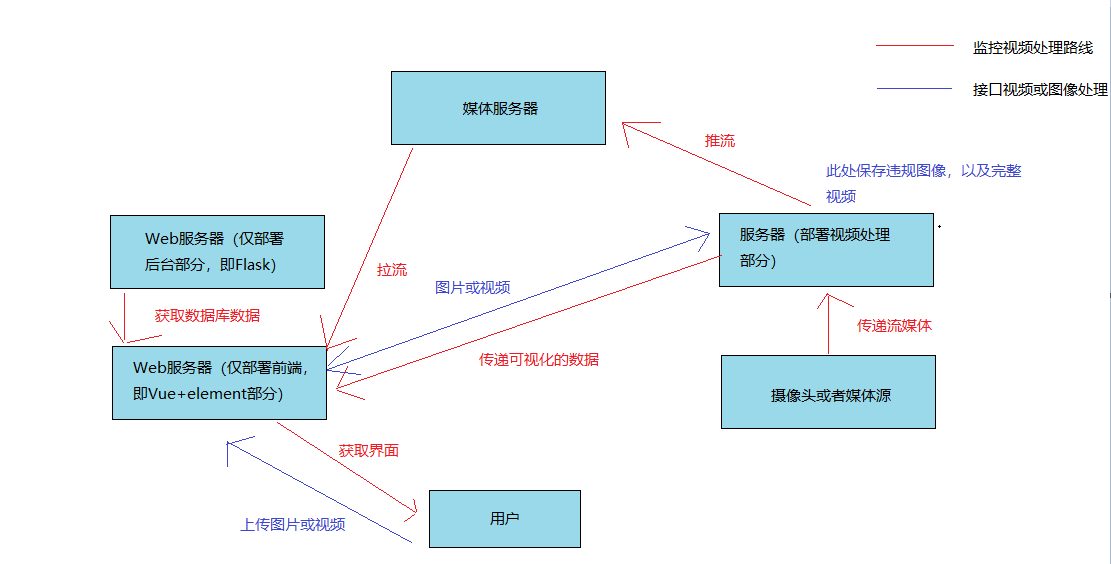 监控视频处理路线
接口视频或图像处理
媒体服务器
推流
此处保存违规图像，以及完整
视频
Web服务器（仅部署
后台部分，即Flask）
服务器（部署视频处理
部分）
拉流
图片或视频
获取数据库数据
传递流媒体
传递可视化的数据
Web服务器（仅部署前端，
即Vue+element部分）
摄像头或者媒体源
获取界面
上传图片或视频
用户